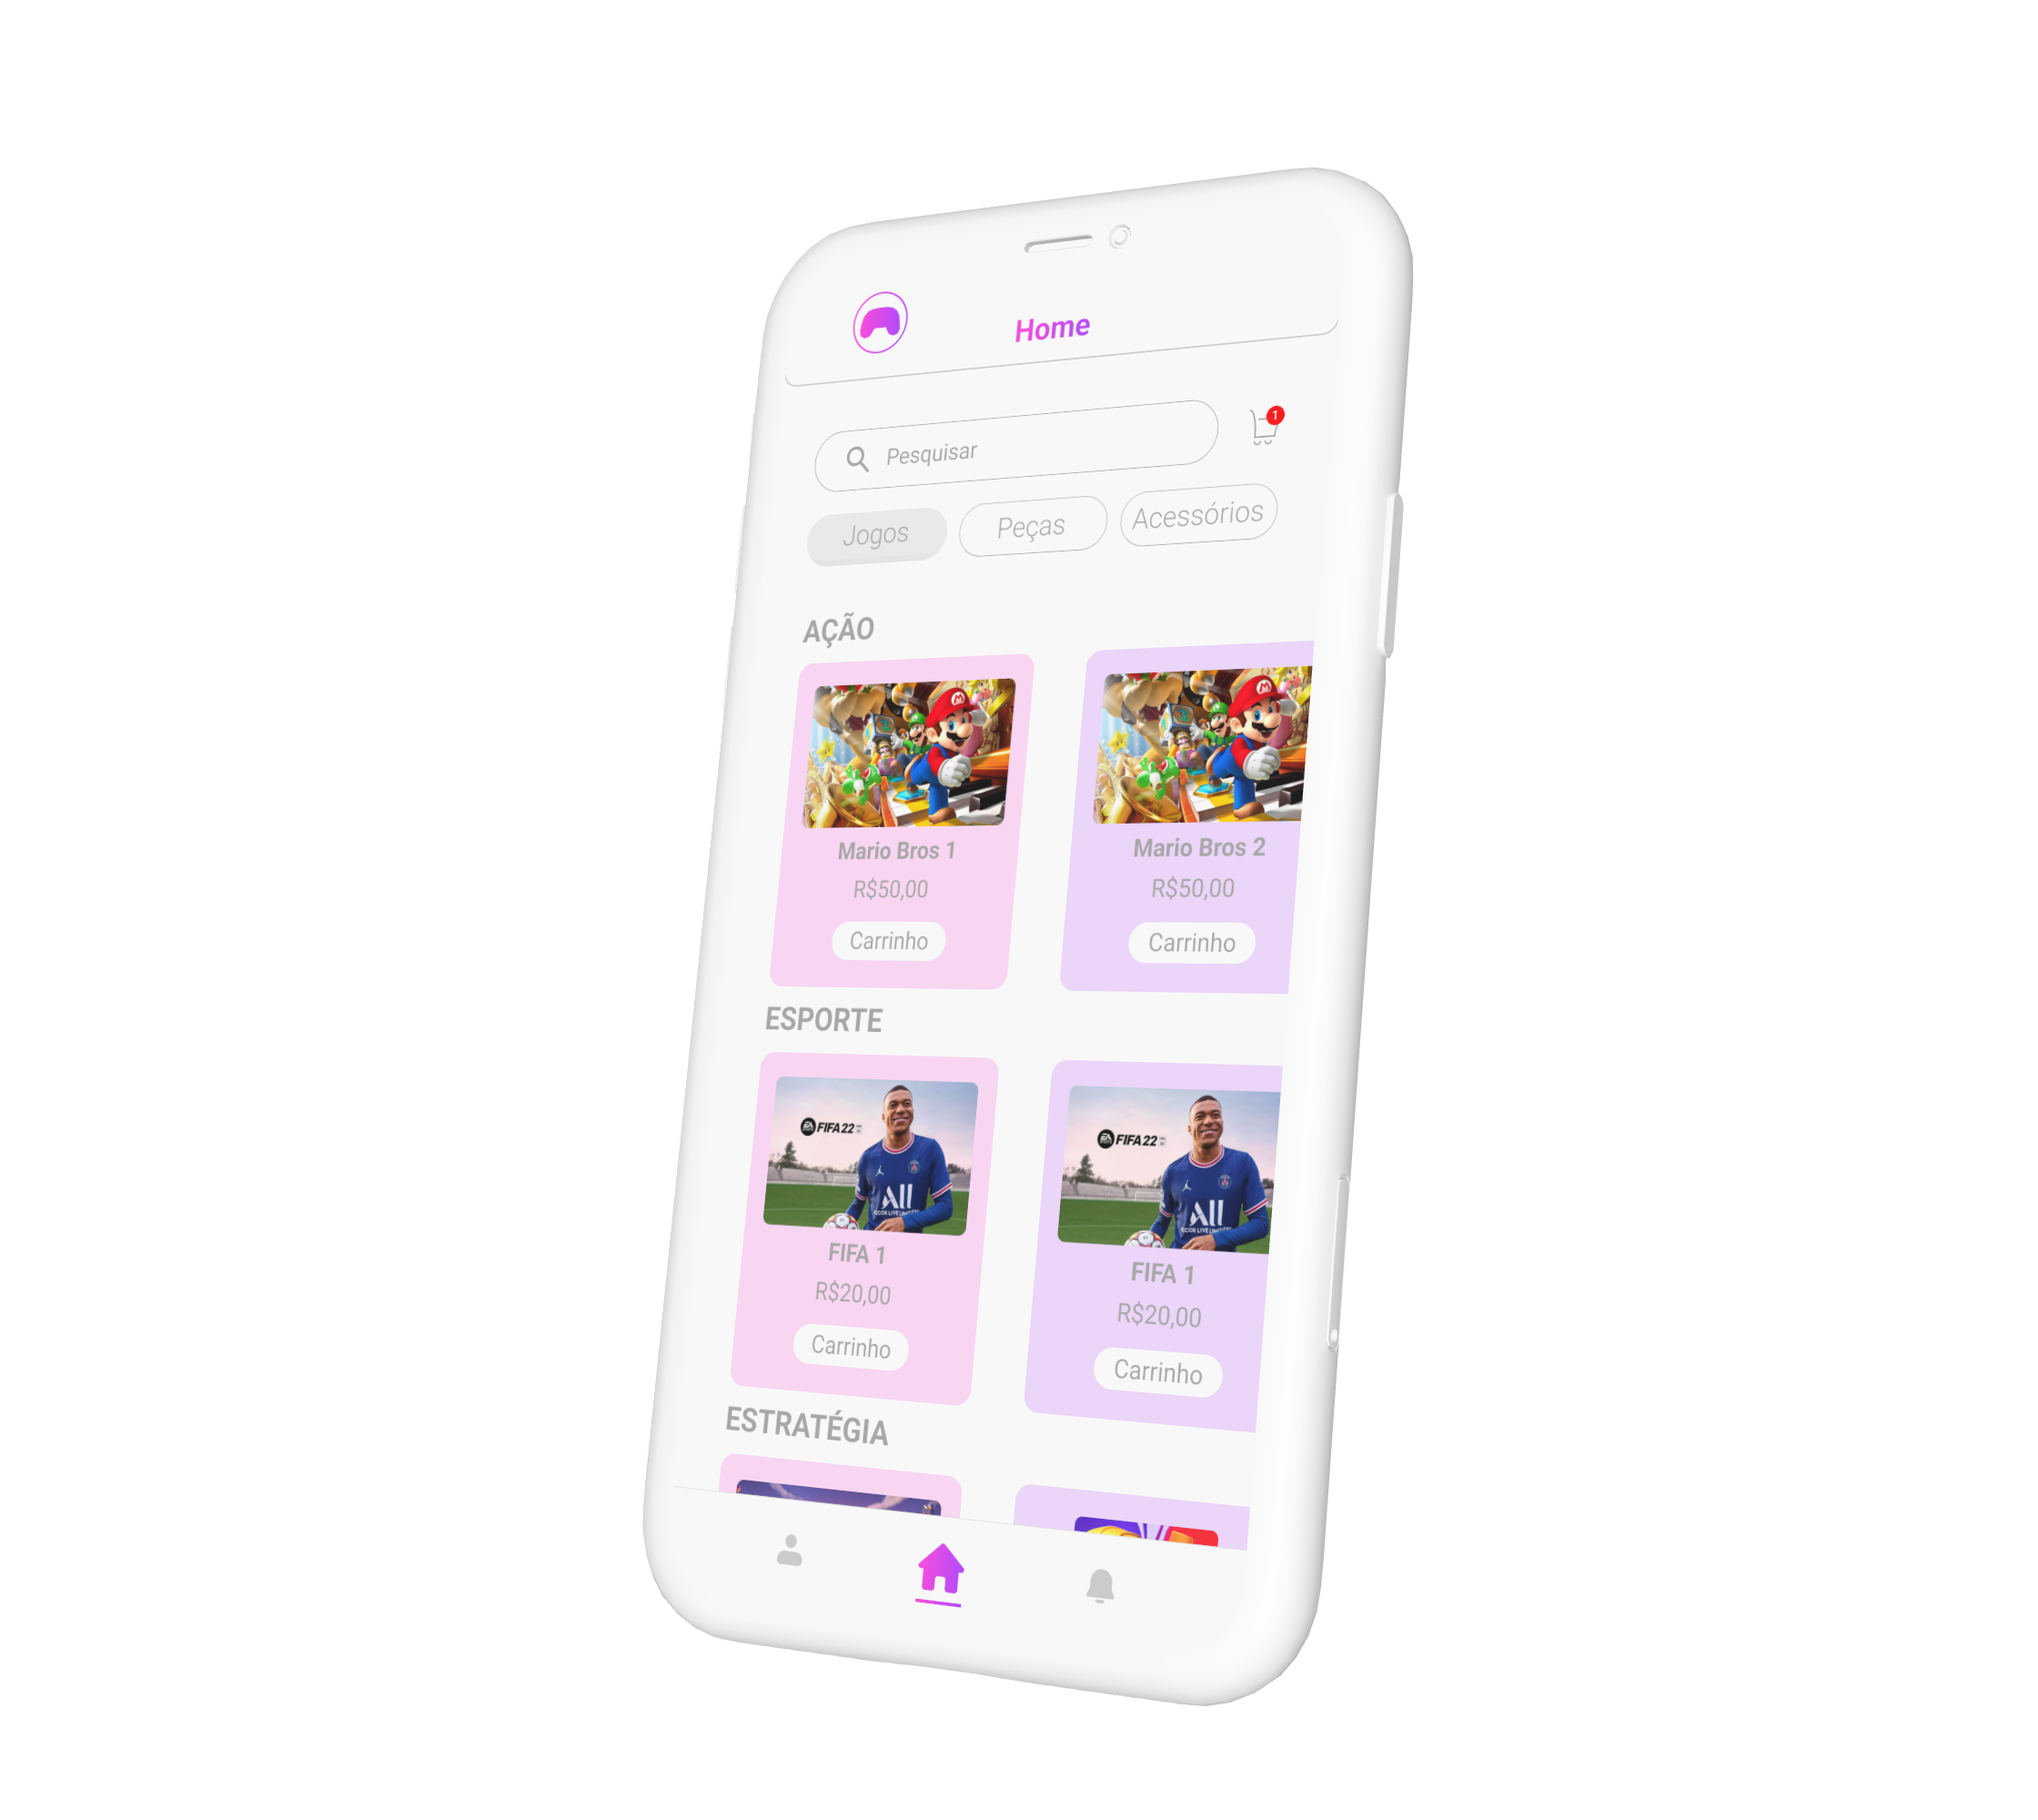 Home
1
Pesquisar
Jogos Peças Acessórios
AÇÃO
Mario Bros 1 Mario Bros 2
R$50,00 R$50,00
Carrinho Carrinho
ESPORTE
FIFA 22 FIFA 22
All All
FIFA 1 FIFA 1
R$20,00 R$20,00
Carrinho Carrinho
ESTRATÉGIA